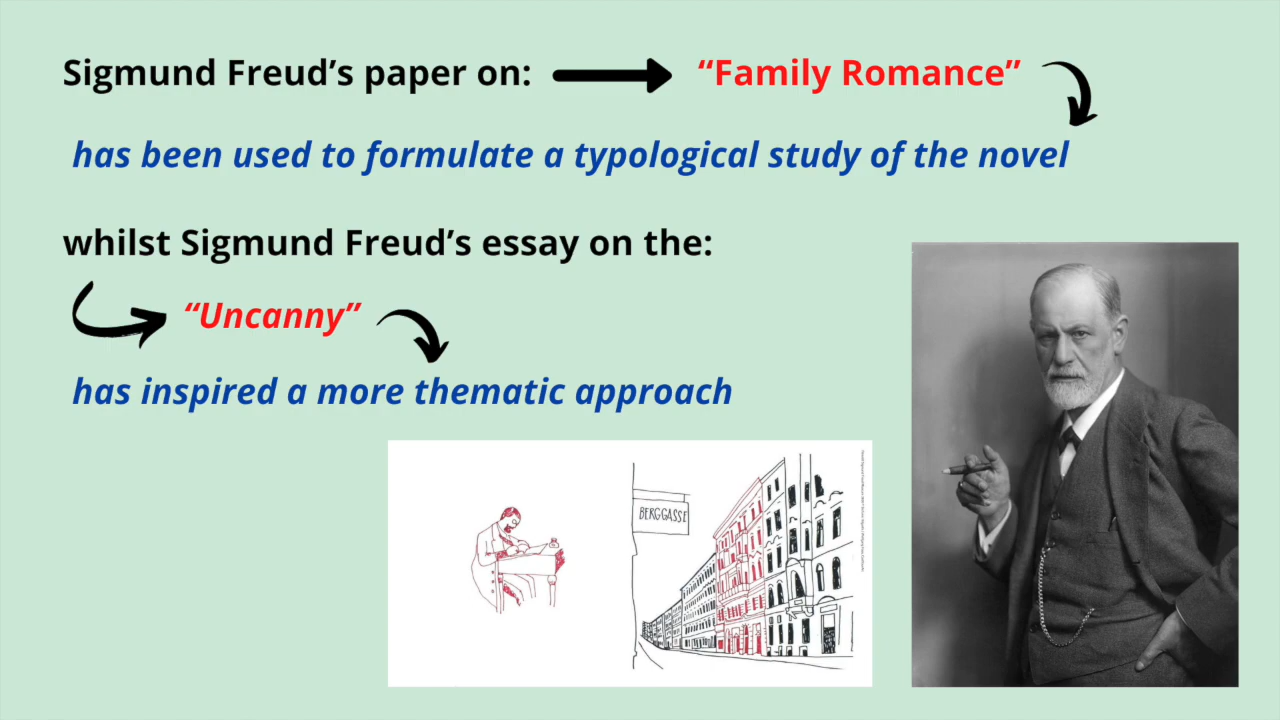 Sigmund Freud’s paper on: “Family Romance”
has been used to formulate a typological study of the novel
whilst Sigmund Freud’s essay on the:
“Uncanny”
has inspired a more thematic approach
BERGGASSE